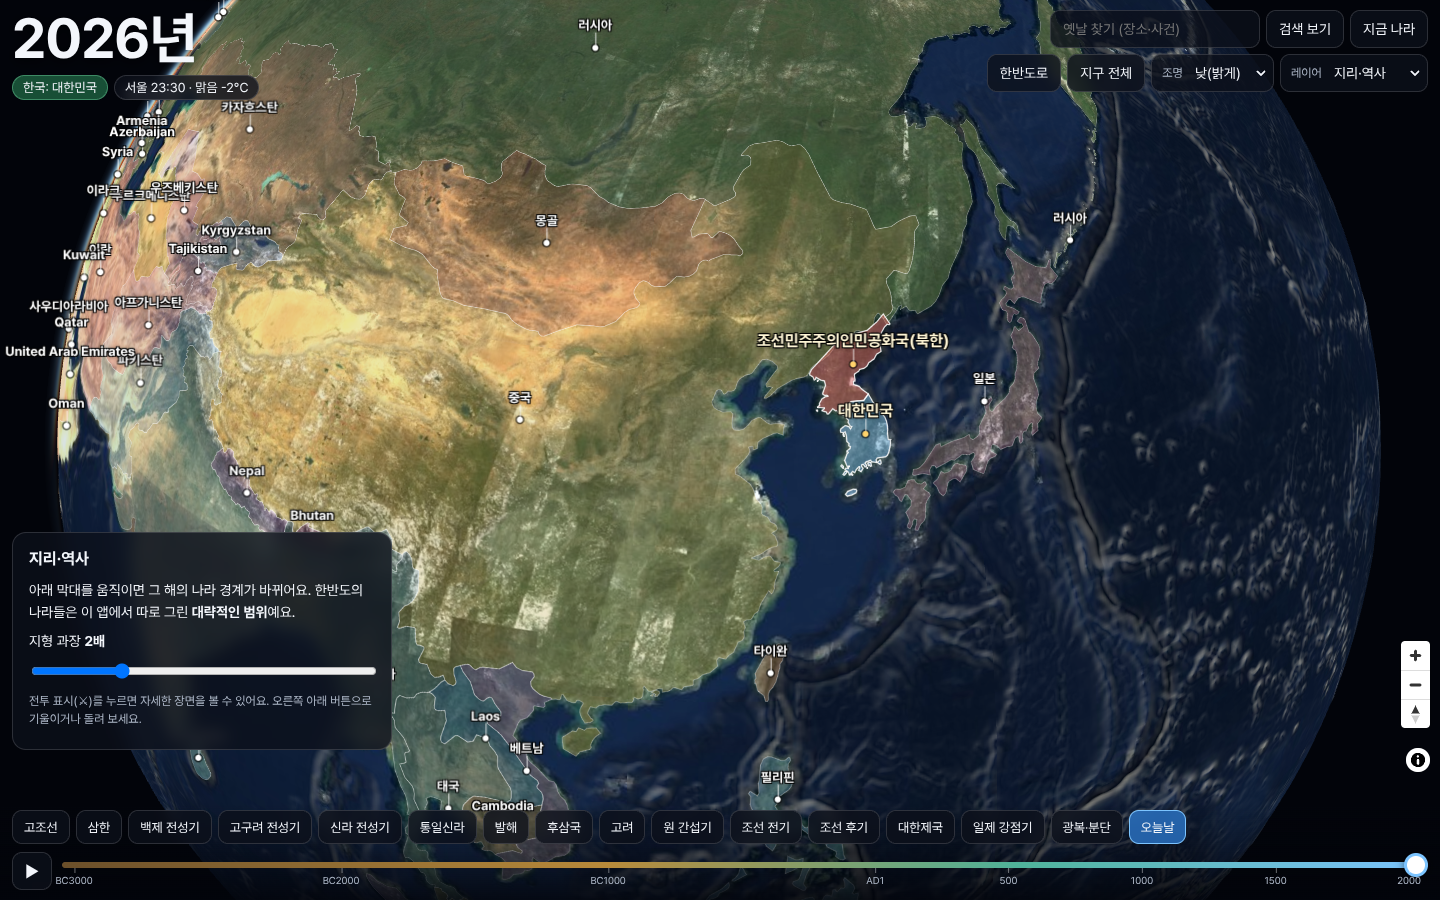 2026년
한국: 대한민국
서울 23:30 · 맑음 -2°C
옛날 찾기 (장소·사건)
검색 보기
지금 나라
한반도로
지구 전체
조명 낮(밝게)
레이어 지리·역사
러시아
카자흐스탄
Armenia
Azerbaijan
Syria
이라크
우즈베키스탄
Kyrgyzstan
몽골
러시아
Tajikistan
이란
Kuwait
사우디아라비아
아프가니스탄
Qatar
조선민주주의인민공화국(북한)
United Arab Emirates
파키스탄
일본
중국
Oman
대한민국
Nepal
Bhutan
지리·역사
아래 막대를 움직이면 그 해의 나라 경계가 바뀌어요. 한반도의
나라들은 이 앱에서 따로 그린 대략적인 범위예요.
지형 과장 2배
전투 표시(⚔)를 누르면 자세한 장면을 볼 수 있어요. 오른쪽 아래 버튼으로
기울이거나 돌려 보세요.
타이완
Laos
베트남
태국
필리핀
Cambodia
고조선
삼한
백제 전성기
고구려 전성기
신라 전성기
통일신라
발해
후삼국
고려
원 간섭기
조선 전기
조선 후기
대한제국
일제 강점기
광복·분단
오늘날
BC3000
BC2000
BC1000
AD1
500
1000
1500
2000